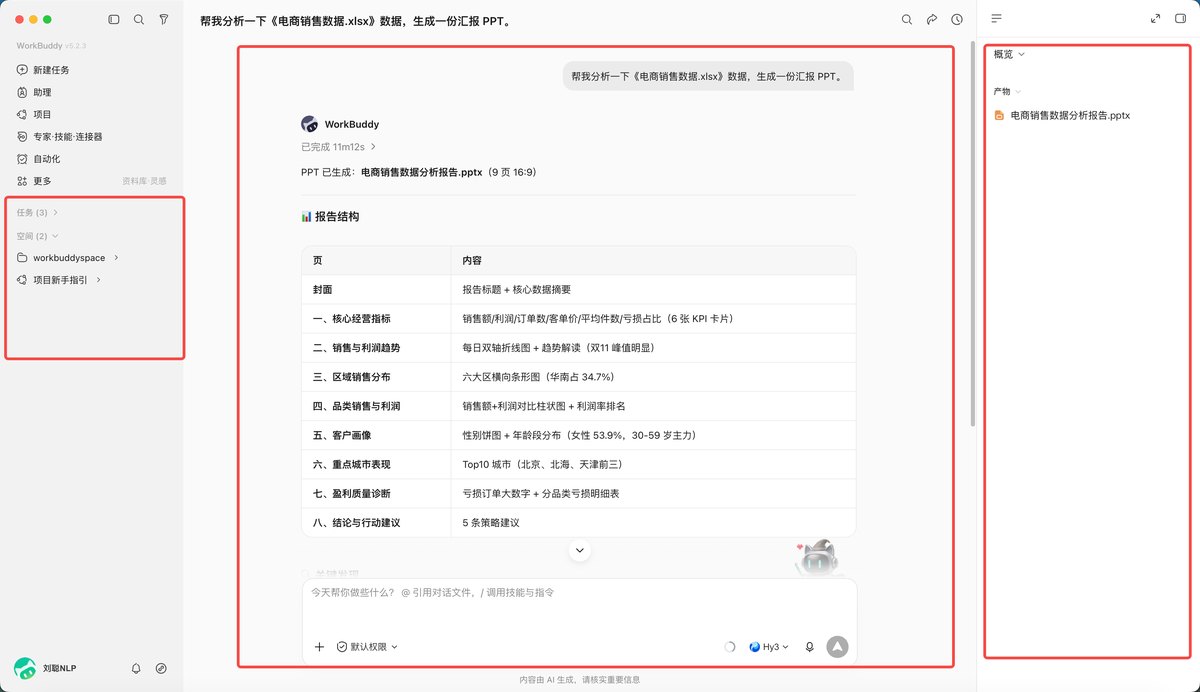 WorkBuddy v5.2.3
新建任务
助理
项目
专家·技能·连接器
自动化
更多
资料库·灵感
任务 (3)
空间 (2)
workbuddyspace
项目新手指引
刘聪NLP
帮我分析一下《电商销售数据.xlsx》数据，生成一份汇报 PPT。
帮我分析一下《电商销售数据.xlsx》数据，生成一份汇报 PPT。
WorkBuddy
已完成 11m12s
PPT 已生成：电商销售数据分析报告.pptx（9 页 16:9）
报告结构
页 内容
封面 报告标题 + 核心数据摘要
一、核心经营指标 销售额/利润/订单数/客单价/平均件数/亏损占比（6 张 KPI 卡片）
二、销售与利润趋势 每日双轴折线图 + 趋势解读（双11 峰值明显）
三、区域销售分布 六大区横向条形图（华南占 34.7%）
四、品类销售与利润 销售额+利润对比柱状图 + 利润率排名
五、客户画像 性别饼图 + 年龄段分布（女性 53.9%，30-59 岁主力）
六、重点城市表现 Top10 城市（北京、北海、天津前三）
七、盈利质量诊断 亏损订单大数字 + 分品类亏损明细表
八、结论与行动建议 5 条策略建议
关键发现
今天帮你做些什么？ @ 引用对话文件，/ 调用技能与指令
默认权限
Hy3
内容由 AI 生成，请核实重要信息
概览
产物
电商销售数据分析报告.pptx